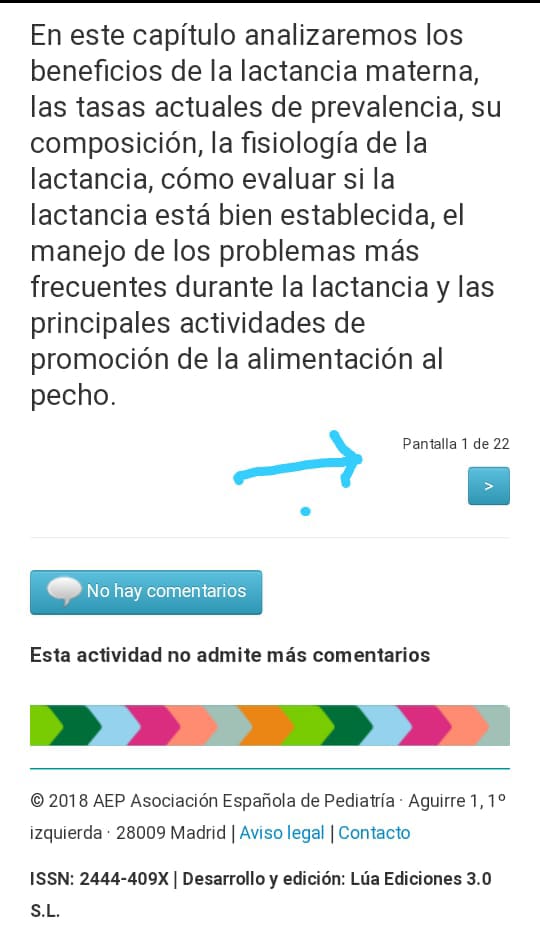 En este capítulo analizaremos los
beneficios de la lactancia materna,
las tasas actuales de prevalencia, su
composición, la fisiología de la
lactancia, cómo evaluar si la
lactancia está bien establecida, el
manejo de los problemas más
frecuentes durante la lactancia y las
principales actividades de
promoción de la alimentación al
pecho.
Pantalla 1 de 22
>
No hay comentarios
Esta actividad no admite más comentarios
© 2018 AEP Asociación Española de Pediatría · Aguirre 1, 1º
izquierda · 28009 Madrid | Aviso legal | Contacto
ISSN: 2444-409X | Desarrollo y edición: Lúa Ediciones 3.0
S.L.